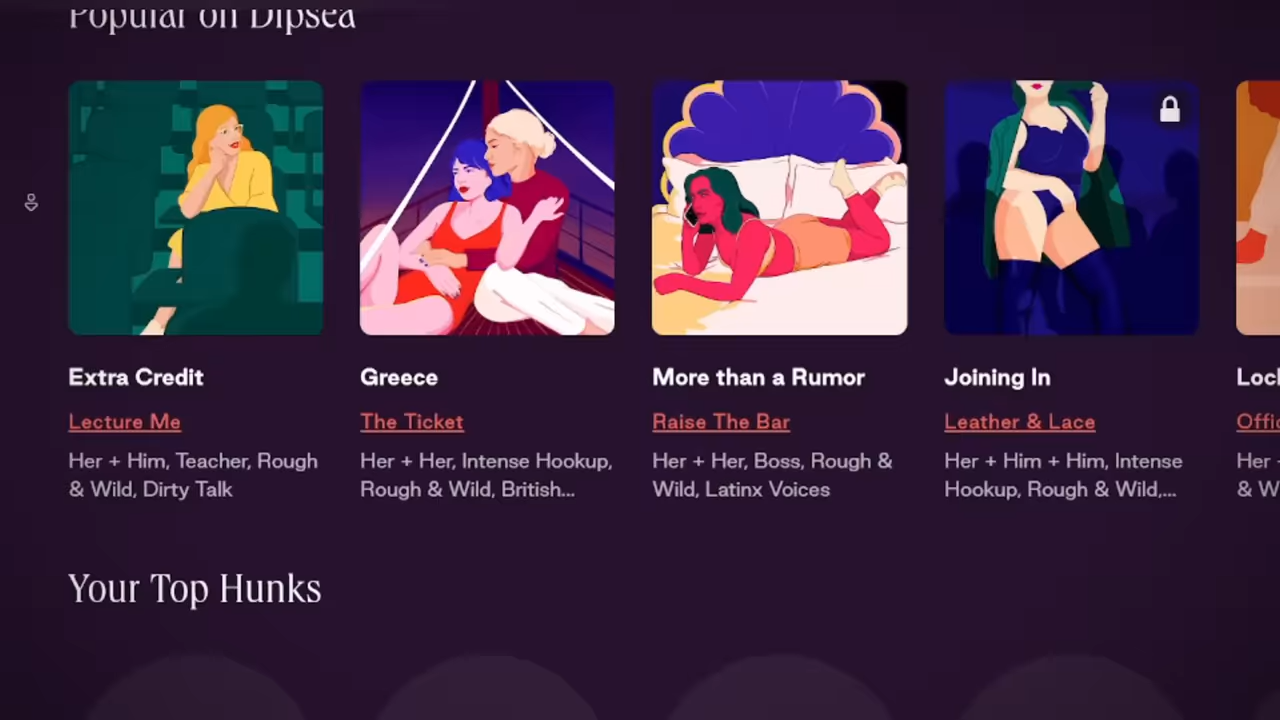 Popular on Dipsea
Extra Credit
Lecture Me
Her + Him, Teacher, Rough
& Wild, Dirty Talk
Greece
The Ticket
Her + Her, Intense Hookup,
Rough & Wild, British...
More than a Rumor
Raise The Bar
Her + Her, Boss, Rough &
Wild, Latinx Voices
Joining In
Leather & Lace
Her + Him + Him, Intense
Hookup, Rough & Wild,...
Her
Your Top Hunks